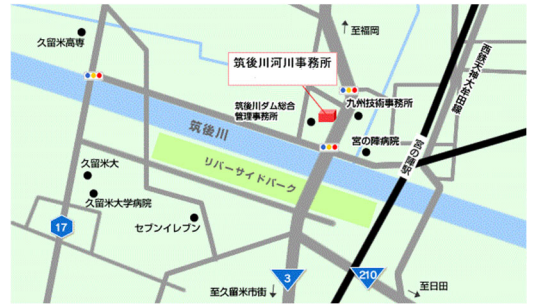 至福岡
至日田
久留米高専
筑後川河川事務所
西鉄天神大牟田線
筑後川ダム総合
管理事務所
九州技術事務所
筑後川
宮の陣病院
宮の陣駅
リバーサイドパーク
久留米大
久留米大学病院
セブンイレブン
17
3
210
至久留米市街
至日田